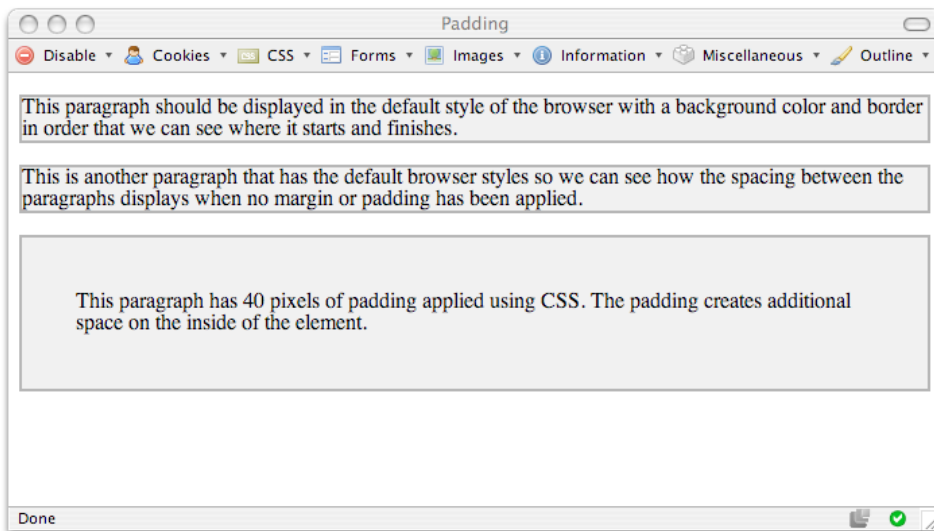 Padding
Disable Cookies CSS Forms Images Information Miscellaneous Outline
This paragraph should be displayed in the default style of the browser with a background color and border
in order that we can see where it starts and finishes.
This is another paragraph that has the default browser styles so we can see how the spacing between the
paragraphs displays when no margin or padding has been applied.
This paragraph has 40 pixels of padding applied using CSS. The padding creates additional
space on the inside of the element.
Done